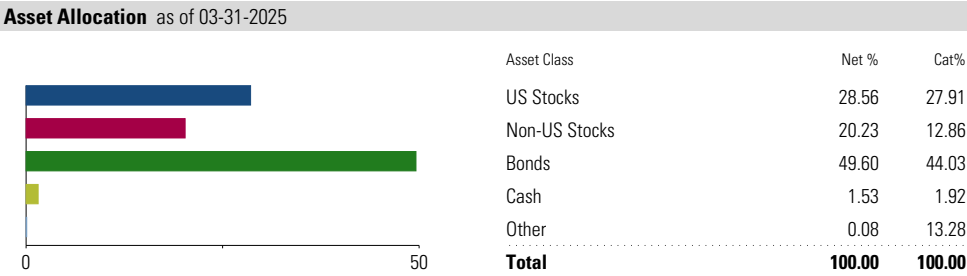 Asset Allocation as of 03-31-2025
Asset Class Net % Cat%
US Stocks 28.56 27.91
Non-US Stocks 20.23 12.86
Bonds 49.60 44.03
Cash 1.53 1.92
Other 0.08 13.28
0 50 Total 100.00 100.00